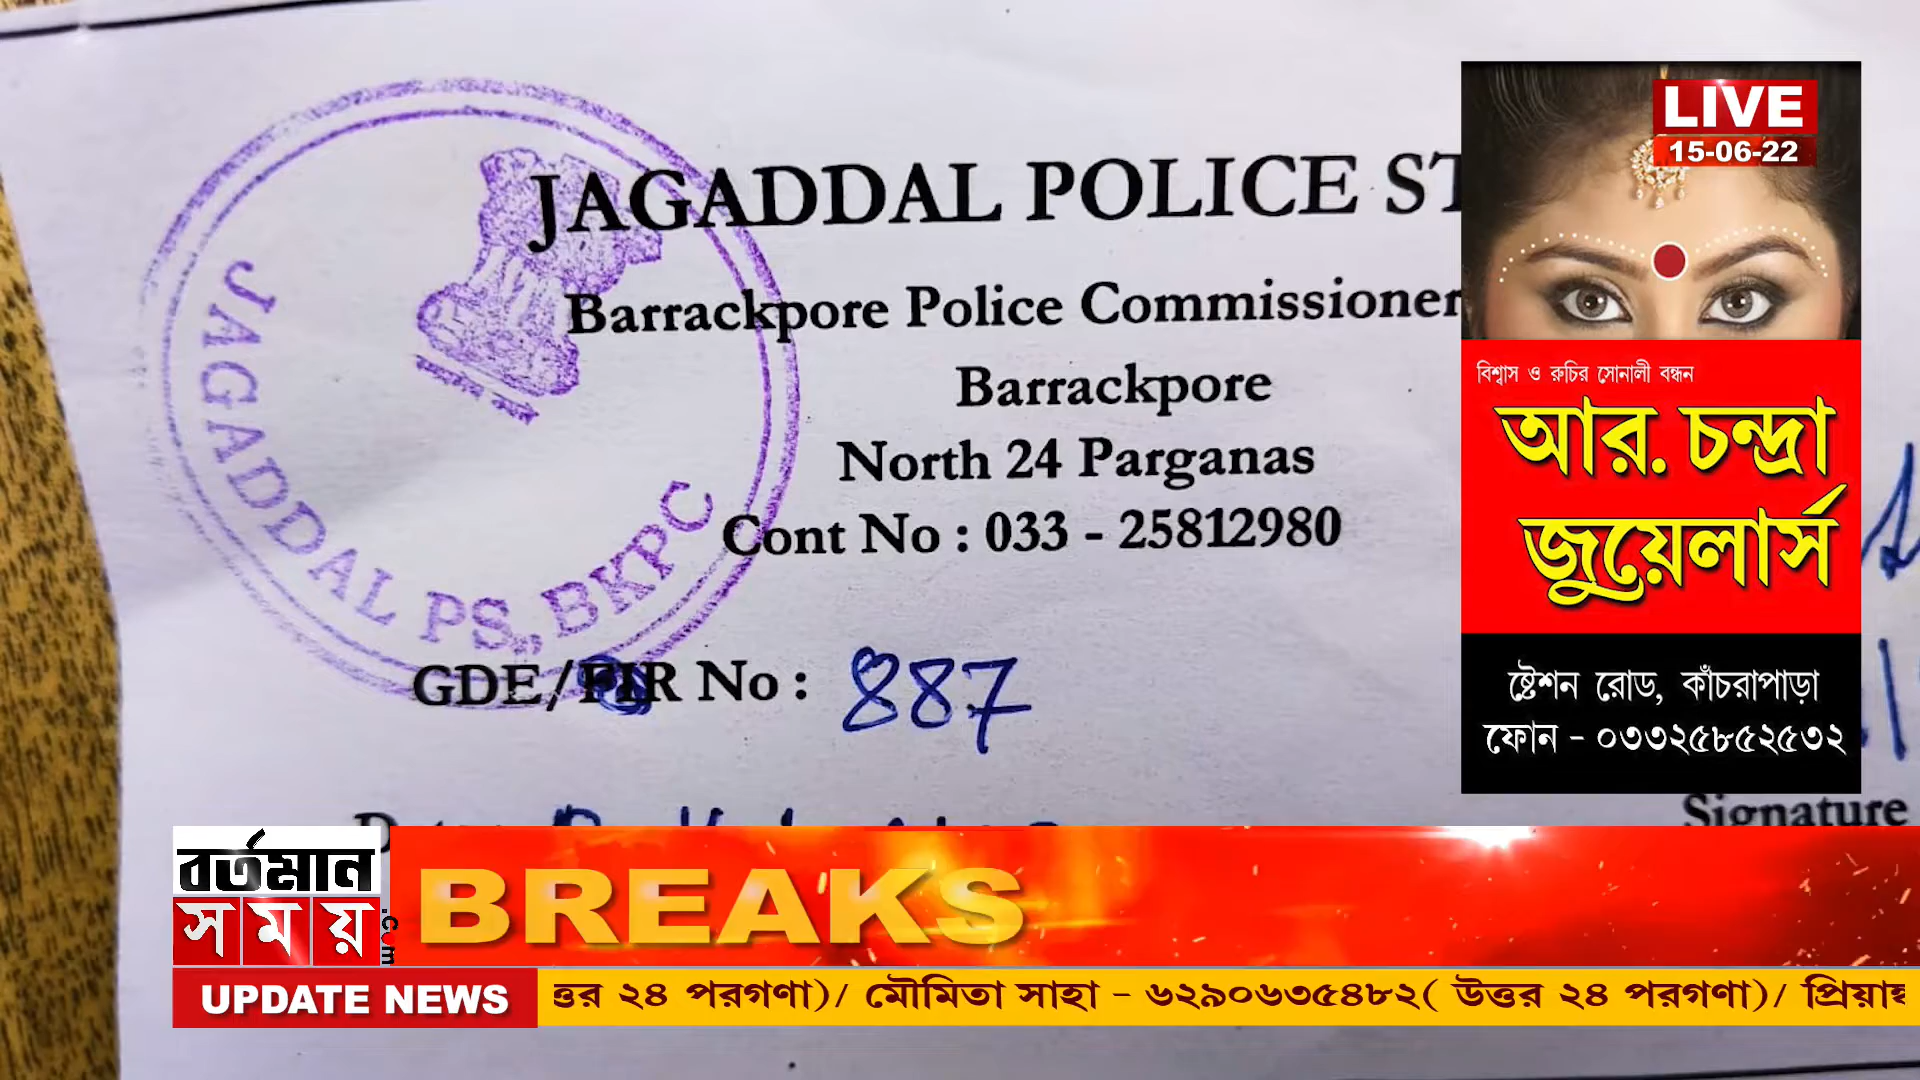 JAGADDAL POLICE ST
Barrackpore Police Commissioner
Barrackpore
North 24 Parganas
Cont No : 033 - 25812980
JAGADDAL PS., BKPC
GDE/FIR No : 887
Signature
LIVE
15-06-22
বিশ্বাস ও রুচির সোনালী বন্ধন
আর. চন্দ্রা
জুয়েলার্স
ষ্টেশন রোড, কাঁচরাপাড়া
ফোন - ০৩৩২৫৮৫২৫৩২
বর্তমান
সময়
.com
BREAKS
UPDATE NEWS
ত্তর ২৪ পরগণা)/ মৌমিতা সাহা - ৬২৯০৬৩৫৪৮২( উত্তর ২৪ পরগণা)/ প্রিয়াঙ্ক